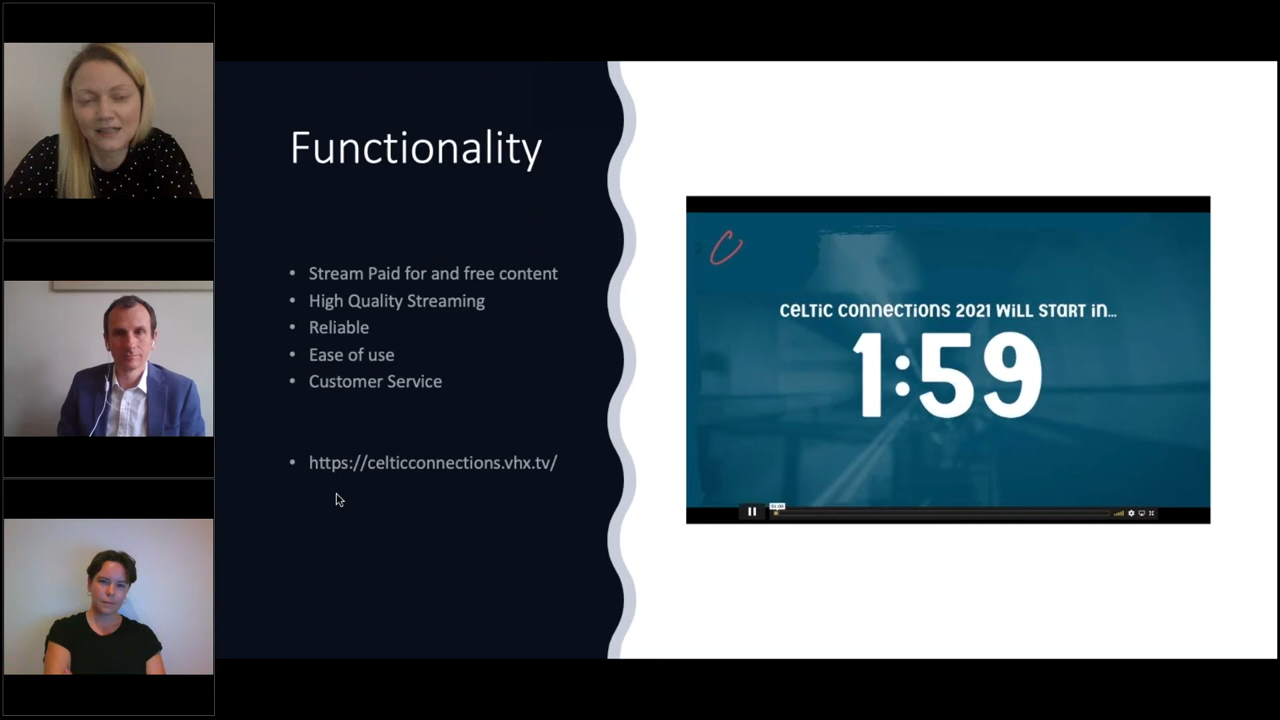 Functionality
• Stream Paid for and free content
• High Quality Streaming
• Reliable
• Ease of use
• Customer Service
• https://celticconnections.vhx.tv/
celtic connections 2021 will start in...
1:59